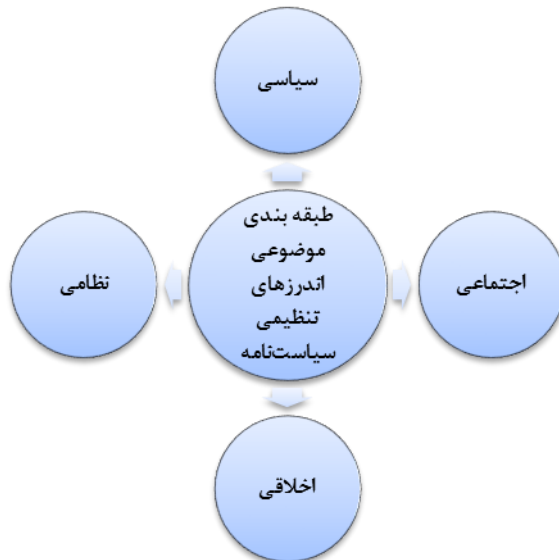 سیاسی
طبقه بندی
موضوعی
اندرزهای
تنظیمی
سیاست‌نامه
اجتماعی
نظامی
اخلاقی